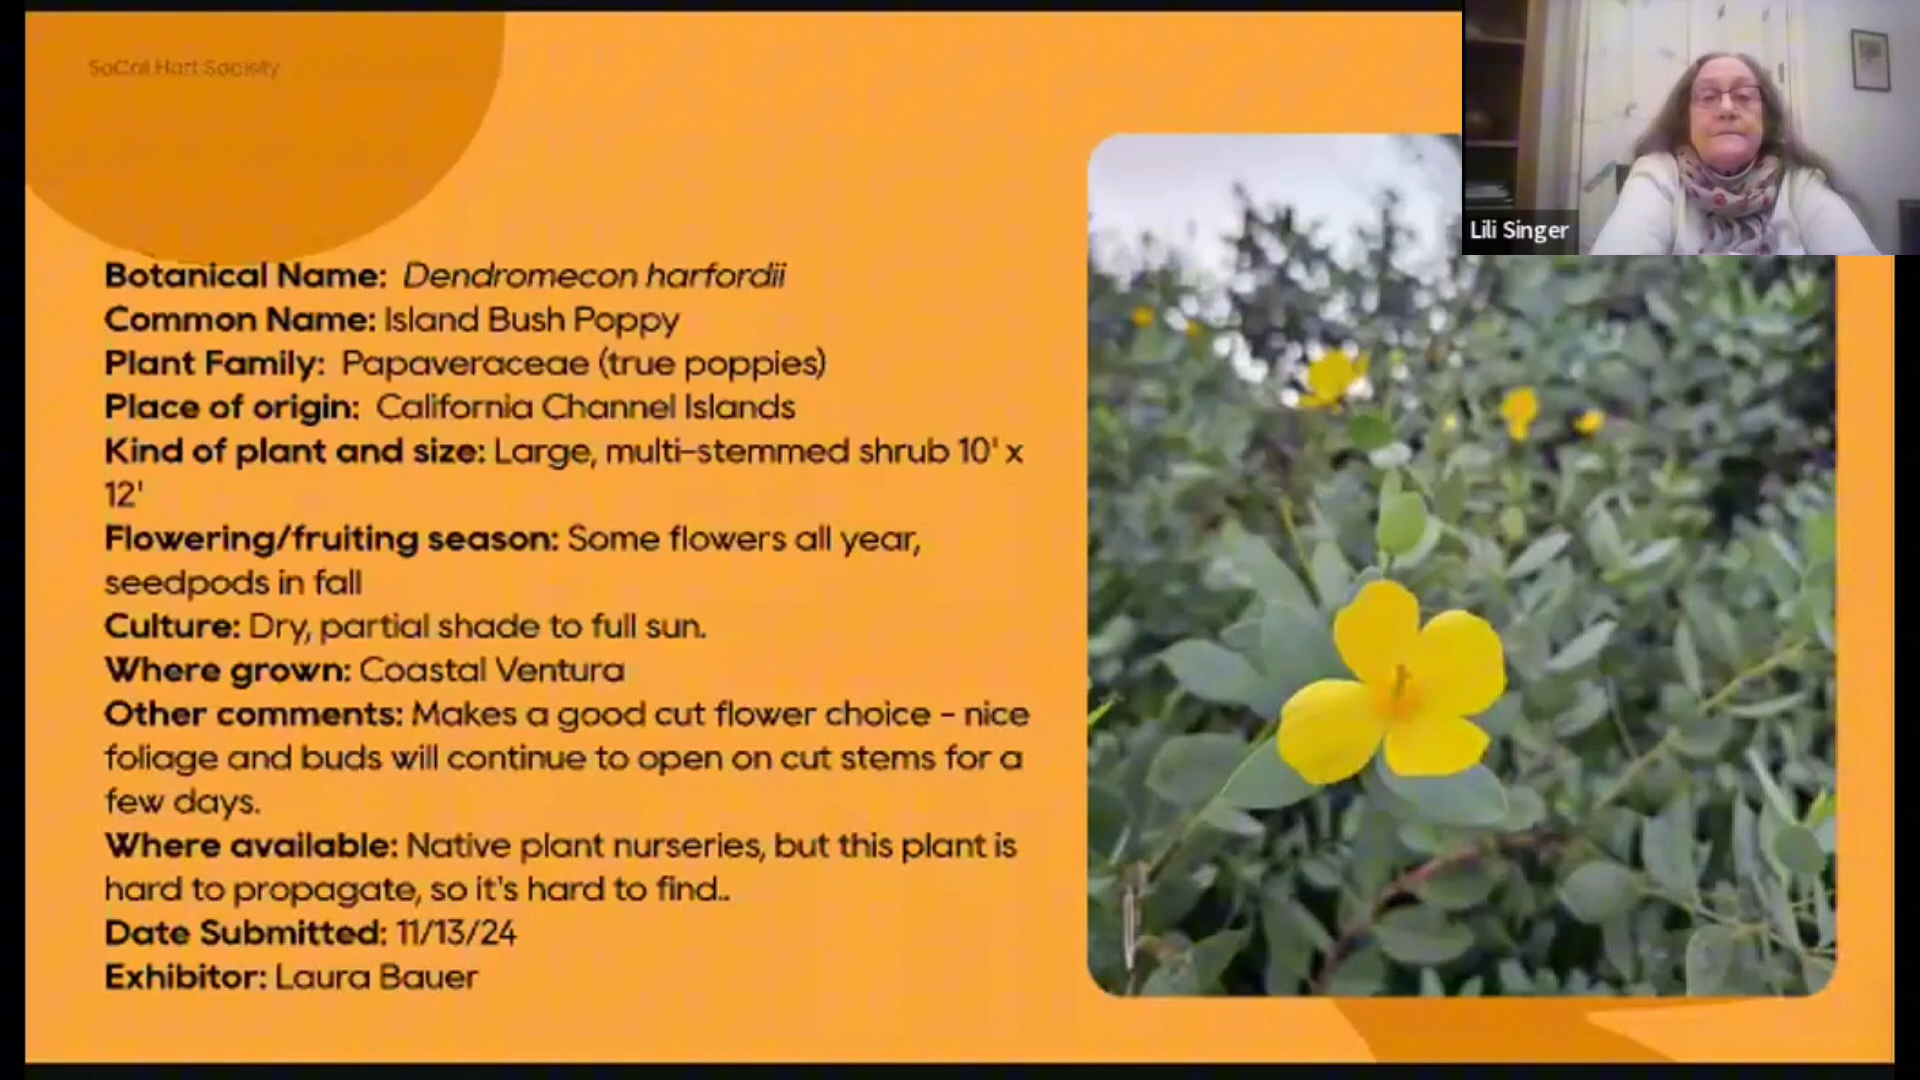 SoCal Hort Society
Lili Singer
Botanical Name: Dendromecon harfordii
Common Name: Island Bush Poppy
Plant Family: Papaveraceae (true poppies)
Place of origin: California Channel Islands
Kind of plant and size: Large, multi-stemmed shrub 10' x
12'
Flowering/fruiting season: Some flowers all year,
seedpods in fall
Culture: Dry, partial shade to full sun.
Where grown: Coastal Ventura
Other comments: Makes a good cut flower choice - nice
foliage and buds will continue to open on cut stems for a
few days.
Where available: Native plant nurseries, but this plant is
hard to propagate, so it's hard to find..
Date Submitted: 11/13/24
Exhibitor: Laura Bauer